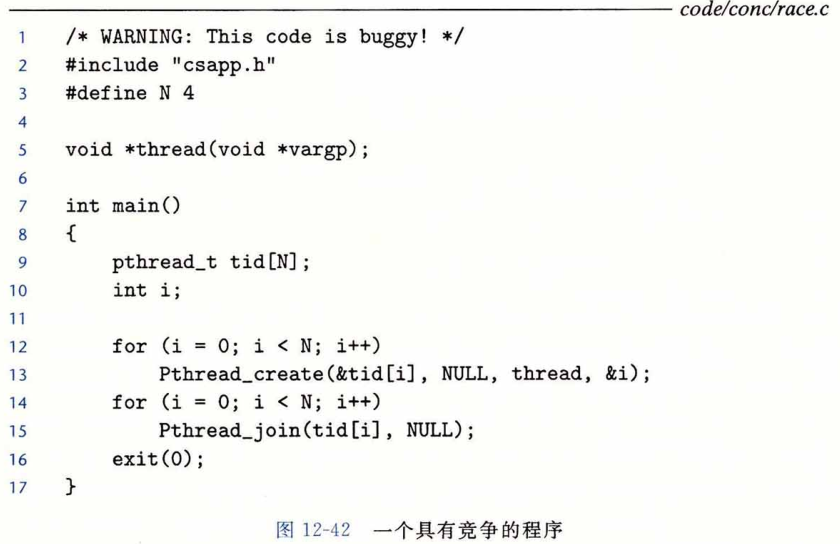 code/conc/race.c
1 /* WARNING: This code is buggy! */
2 #include "csapp.h"
3 #define N 4
4
5 void *thread(void *vargp);
6
7 int main()
8 {
9 pthread_t tid[N];
10 int i;
11
12 for (i = 0; i < N; i++)
13 Pthread_create(&tid[i], NULL, thread, &i);
14 for (i = 0; i < N; i++)
15 Pthread_join(tid[i], NULL);
16 exit(0);
17 }
图 12-42 一个具有竞争的程序